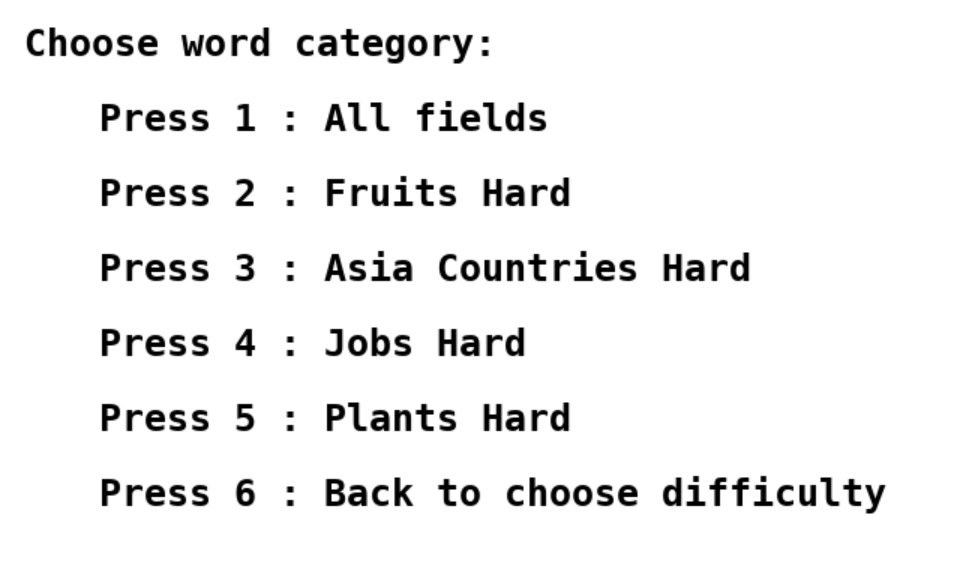 Choose word category:
Press 1 : All fields
Press 2 : Fruits Hard
Press 3 : Asia Countries Hard
Press 4 : Jobs Hard
Press 5 : Plants Hard
Press 6 : Back to choose difficulty